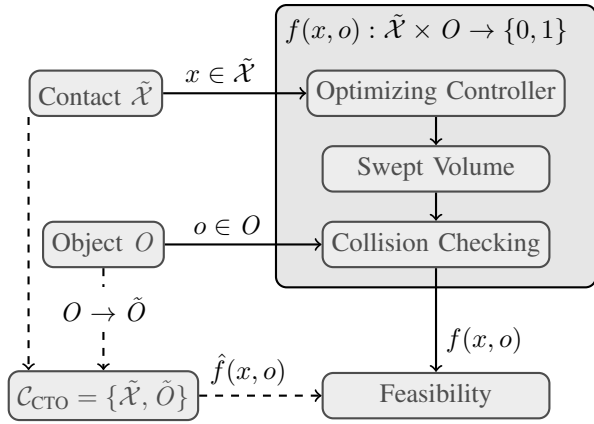 f(x, o) : 𝒳̃ × O → {0, 1}
x ∈ 𝒳̃
Contact 𝒳̃
Optimizing Controller
Swept Volume
o ∈ O
Object O
Collision Checking
O → Õ
f(x, o)
f̂(x, o)
𝒞_CTO = {𝒳̃, Õ}
Feasibility